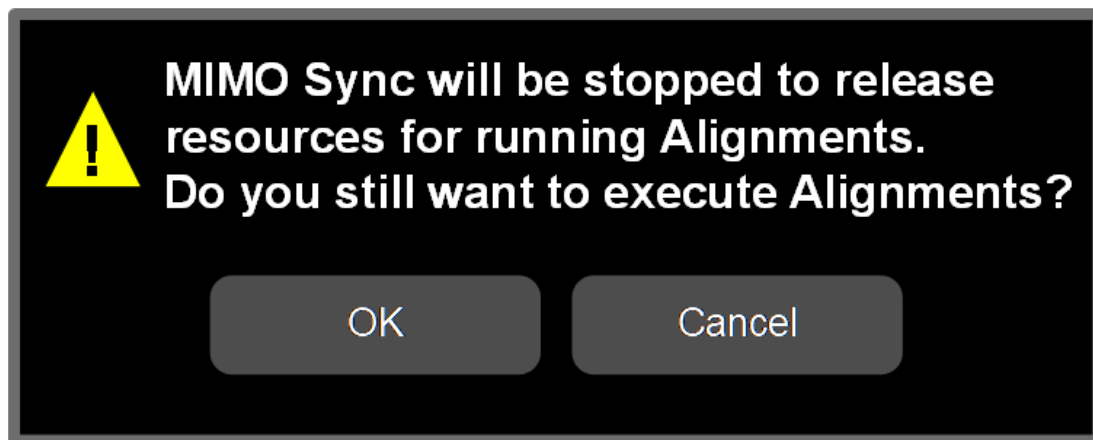 !
MIMO Sync will be stopped to release
resources for running Alignments.
Do you still want to execute Alignments?
OK
Cancel